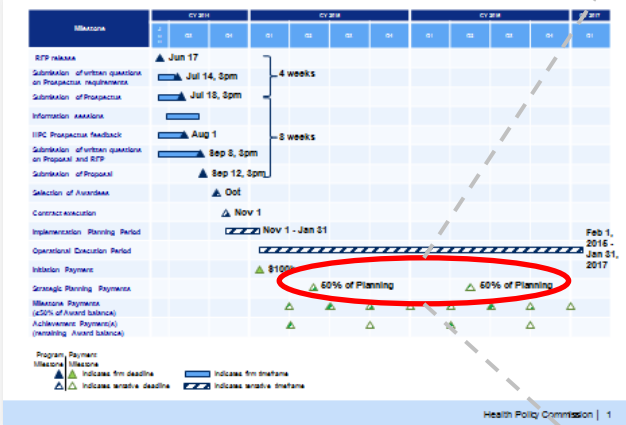 Milestone
CY 2014
CY 2015
CY 2016
CY 2017
Q3 Q4 Q1 Q2 Q3 Q4 Q1 Q2 Q3 Q4 Q1
RFP release
Jun 17
4 weeks
Submission of written questions
on Prospectus requirements
Jul 14, 3pm
Submission of Prospectus
Jul 18, 3pm
Information sessions
HPC Prospectus feedback
Aug 1
8 weeks
Submission of written questions
on Proposal and RFP
Sep 8, 3pm
Submission of Proposal
Sep 12, 3pm
Selection of Awardees
Oct
Contract execution
Nov 1
Implementation Planning Period
Nov 1 - Jan 31
Operational Execution Period
Feb 1,
2015 -
Jan 31,
2017
Initiation Payment
Strategic Planning Payments
50% of Planning
50% of Planning
Milestone Payments
(≤50% of Award balance)
Achievement Payment(s)
(remaining Award balance)
Program Payment
Milestone Milestone
Indicates firm deadline
Indicates firm timeframe
Indicates tentative deadline
Indicates tentative timeframe
Health Policy Commission | 1